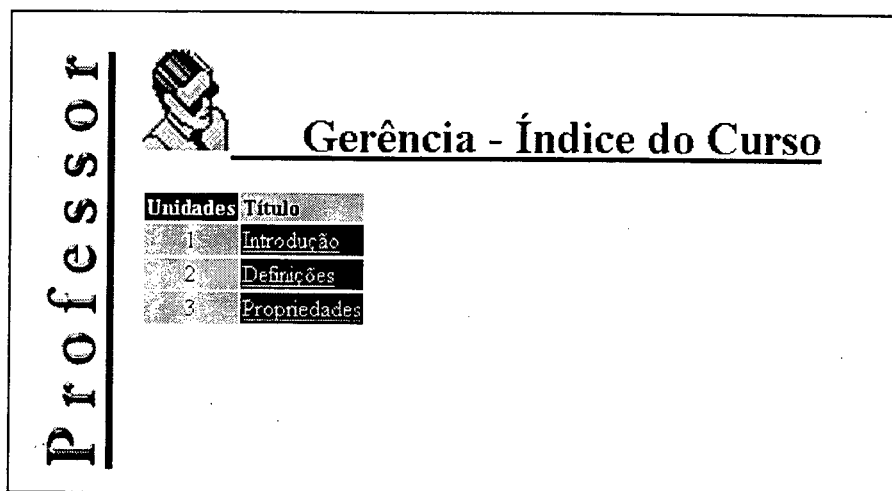 Professor
Gerência - Índice do Curso
Unidades Título
1 Introdução
2 Definições
3 Propriedades